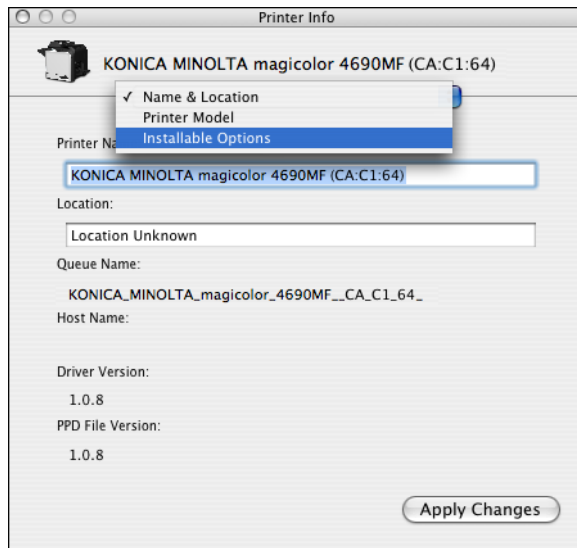 Printer Info
KONICA MINOLTA magicolor 4690MF (CA:C1:64)
✓ Name & Location
Printer Model
Installable Options
Printer
KONICA MINOLTA magicolor 4690MF (CA:C1:64)
Location:
Location Unknown
Queue Name:
KONICA_MINOLTA_magicolor_4690MF__CA_C1_64_
Host Name:
Driver Version:
1.0.8
PPD File Version:
1.0.8
Apply Changes